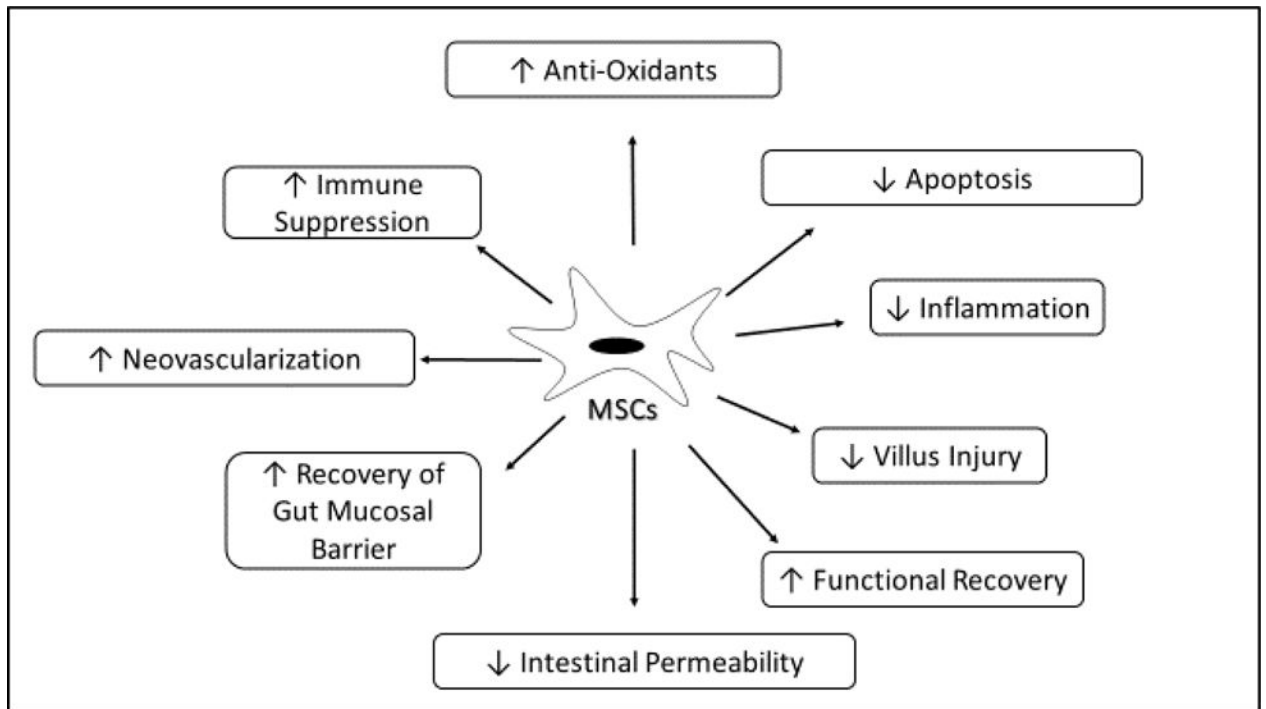 ↑ Anti-Oxidants
↓ Apoptosis
↑ Immune
Suppression
↓ Inflammation
↑ Neovascularization
MSCs
↓ Villus Injury
↑ Recovery of
Gut Mucosal
Barrier
↑ Functional Recovery
↓ Intestinal Permeability